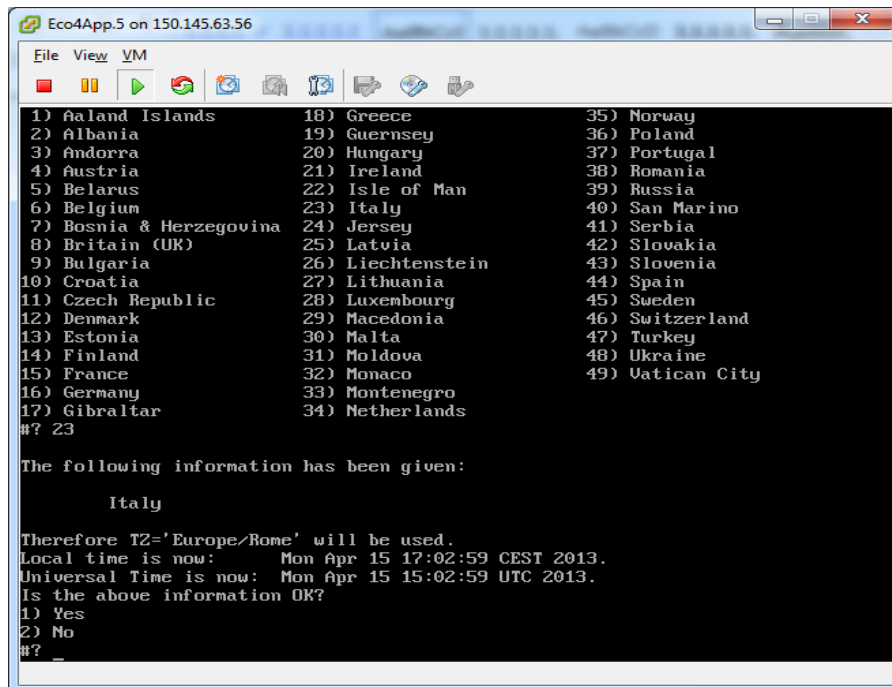 Eco4App.5 on 150.145.63.56
File View VM
1) Aaland Islands 18) Greece 35) Norway
2) Albania 19) Guernsey 36) Poland
3) Andorra 20) Hungary 37) Portugal
4) Austria 21) Ireland 38) Romania
5) Belarus 22) Isle of Man 39) Russia
6) Belgium 23) Italy 40) San Marino
7) Bosnia & Herzegovina 24) Jersey 41) Serbia
8) Britain (UK) 25) Latvia 42) Slovakia
9) Bulgaria 26) Liechtenstein 43) Slovenia
10) Croatia 27) Lithuania 44) Spain
11) Czech Republic 28) Luxembourg 45) Sweden
12) Denmark 29) Macedonia 46) Switzerland
13) Estonia 30) Malta 47) Turkey
14) Finland 31) Moldova 48) Ukraine
15) France 32) Monaco 49) Vatican City
16) Germany 33) Montenegro
17) Gibraltar 34) Netherlands
#? 23
The following information has been given:
Italy
Therefore TZ='Europe/Rome' will be used.
Local time is now: Mon Apr 15 17:02:59 CEST 2013.
Universal Time is now: Mon Apr 15 15:02:59 UTC 2013.
Is the above information OK?
1) Yes
2) No
#? _